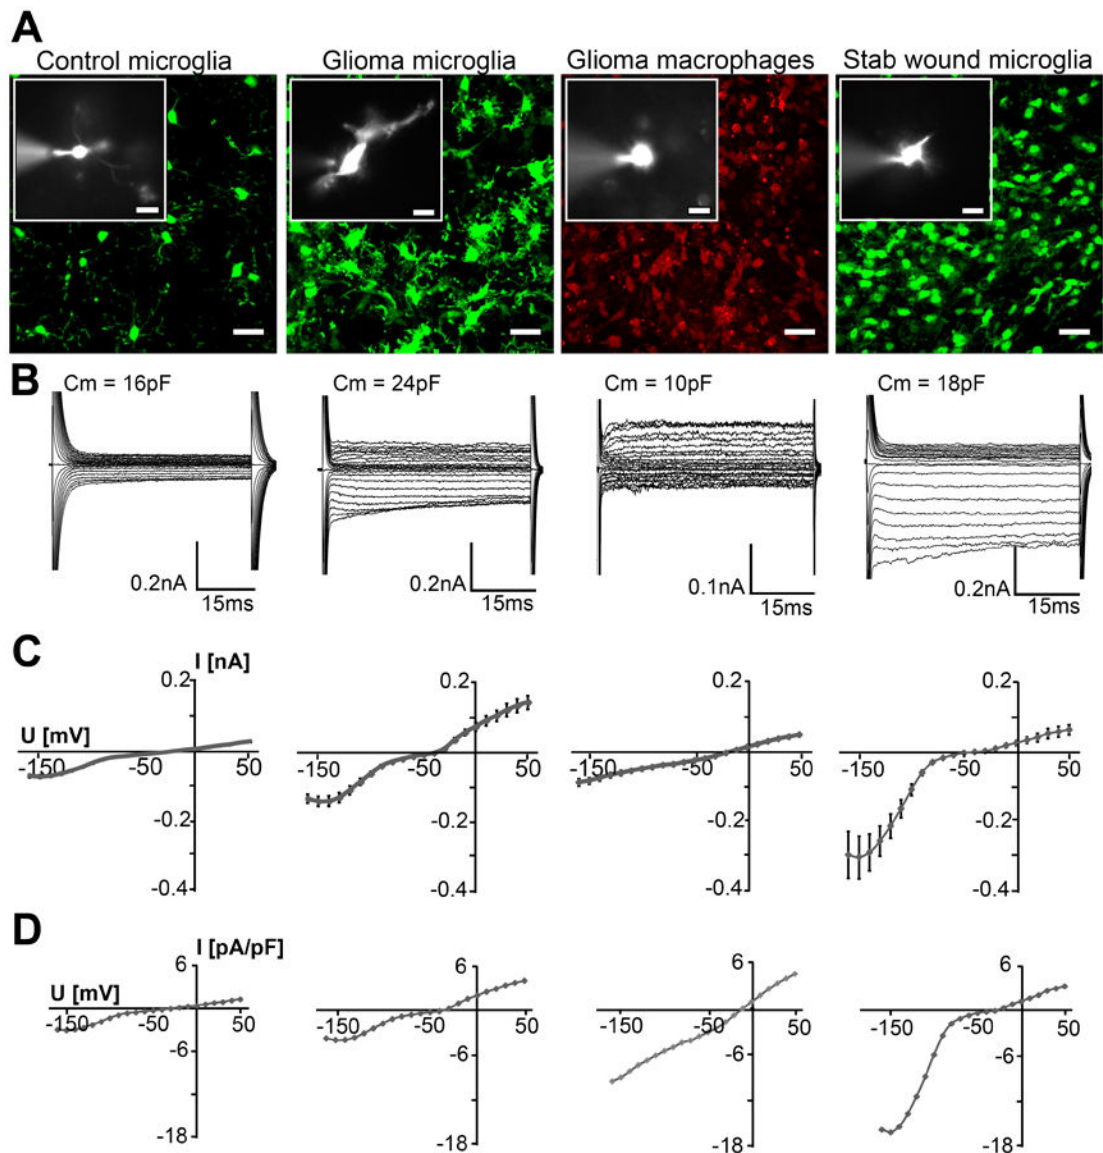 A
Control microglia Glioma microglia Glioma macrophages Stab wound microglia
B
Cm = 16pF Cm = 24pF Cm = 10pF Cm = 18pF
0.2nA 0.2nA 0.1nA 0.2nA
15ms 15ms 15ms 15ms
C
I [nA]
0.2 0.2 0.2 0.2
U [mV]
-150 -50 50 -150 -50 50 -150 -50 50 -150 -50 50
-0.2 -0.2 -0.2 -0.2
-0.4 -0.4 -0.4 -0.4
D
I [pA/pF]
6 6 6 6
U [mV]
-150 -50 50 -150 -50 50 -150 -50 50 -150 -50 50
-6 -6 -6 -6
-18 -18 -18 -18